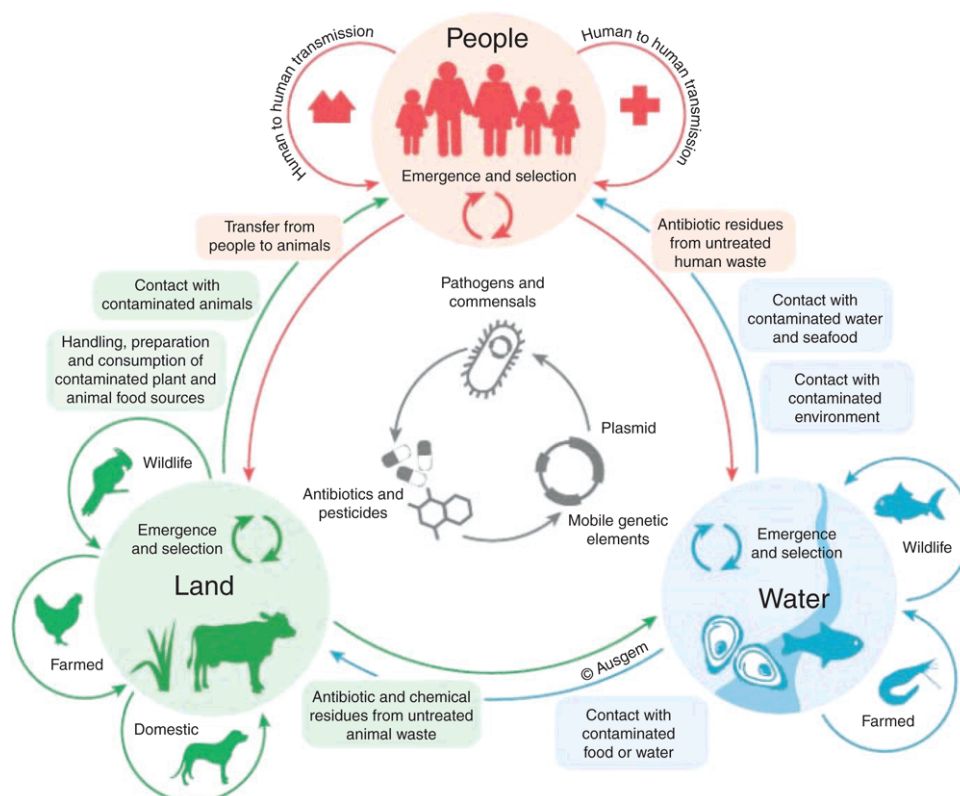 Human to human transmission
People
Human to human transmission
Emergence and selection
Transfer from
people to animals
Antibiotic residues
from untreated
human waste
Contact with
contaminated animals
Pathogens and
commensals
Contact with
contaminated water
and seafood
Handling, preparation
and consumption of
contaminated plant and
animal food sources
Contact with
contaminated
environment
Plasmid
Wildlife
Antibiotics and
pesticides
Mobile genetic
elements
Emergence
and selection
Land
Emergence
and selection
Water
Wildlife
Farmed
Farmed
Domestic
© Ausgem
Antibiotic and chemical
residues from untreated
animal waste
Contact with
contaminated
food or water